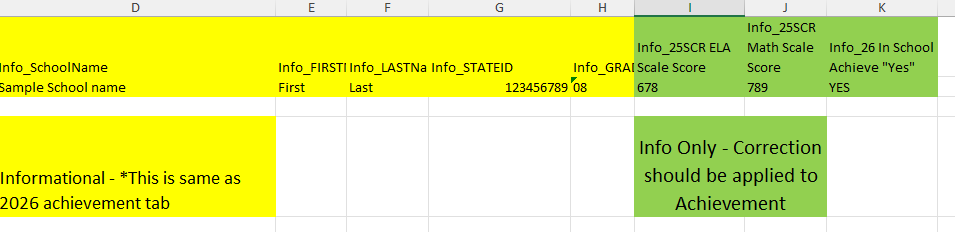 D E F G H I J K
Info_SchoolName Info_FIRSTI Info_LASTNa Info_STATEID Info_GRAI Info_25SCR ELA Scale Score Info_25SCR Math Scale Score Info_26 In School Achieve "Yes"
Sample School name First Last 123456789 08 678 789 YES
Informational - *This is same as
2026 achievement tab
Info Only - Correction
should be applied to
Achievement